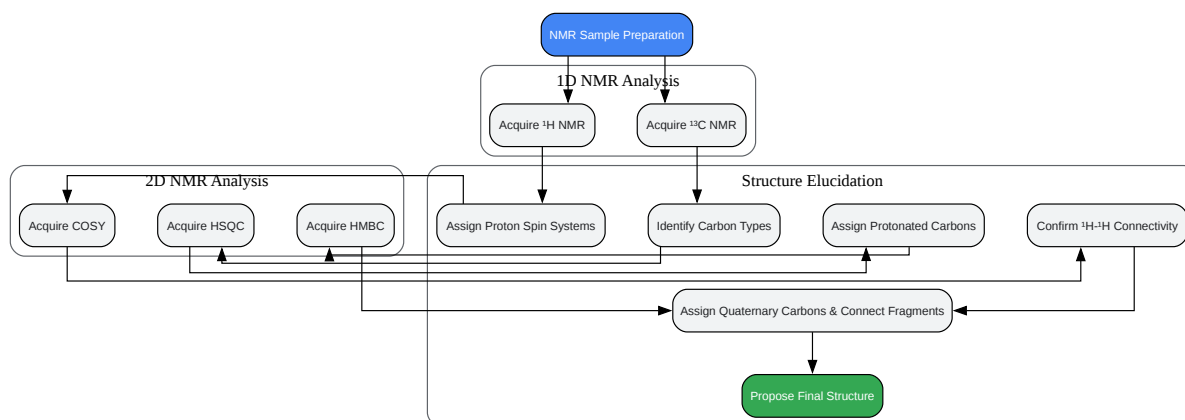 NMR Sample Preparation
1D NMR Analysis
Acquire ¹H NMR
Acquire ¹³C NMR
2D NMR Analysis
Structure Elucidation
Acquire COSY
Acquire HSQC
Acquire HMBC
Assign Proton Spin Systems
Identify Carbon Types
Assign Protonated Carbons
Confirm ¹H-¹H Connectivity
Assign Quaternary Carbons & Connect Fragments
Propose Final Structure